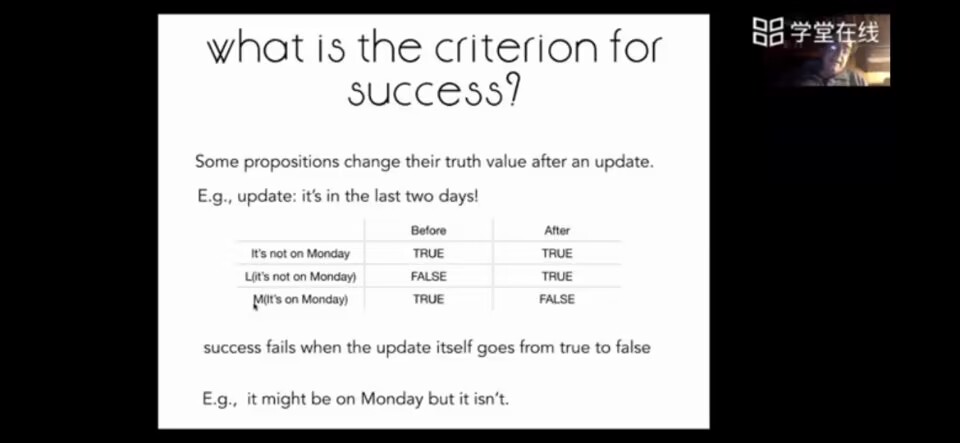 what is the criterion for
success?
学堂在线
Some propositions change their truth value after an update.
E.g., update: it's in the last two days!
Before After
It's not on Monday TRUE TRUE
L(it's not on Monday) FALSE TRUE
M(It's on Monday) TRUE FALSE
success fails when the update itself goes from true to false
E.g., it might be on Monday but it isn't.